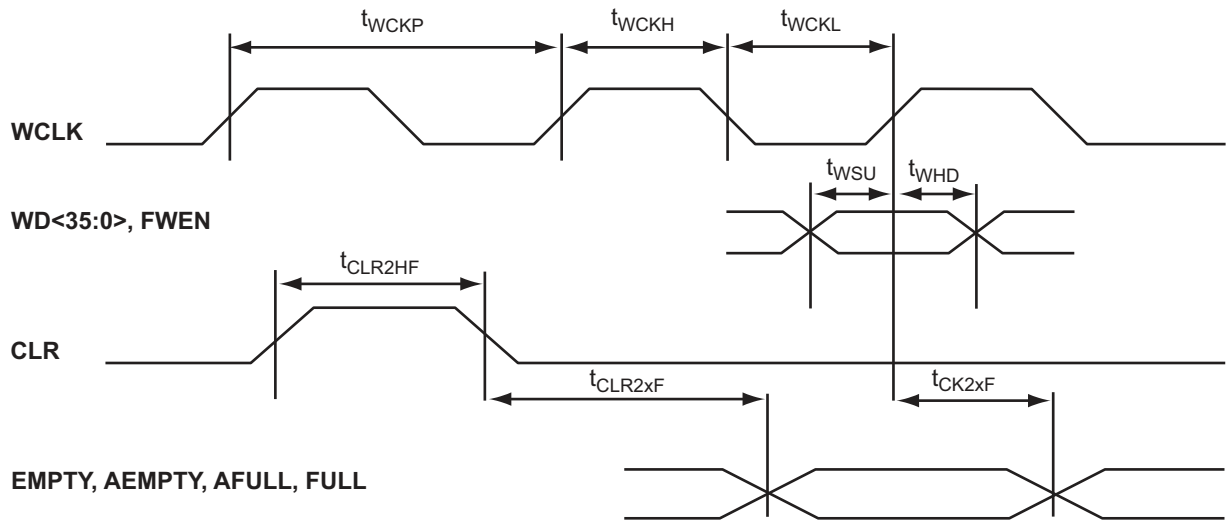 tWCKP tWCKH tWCKL
WCLK
tWSU tWHD
WD<35:0>, FWEN
tCLR2HF
CLR
tCLR2xF tCK2xF
EMPTY, AEMPTY, AFULL, FULL